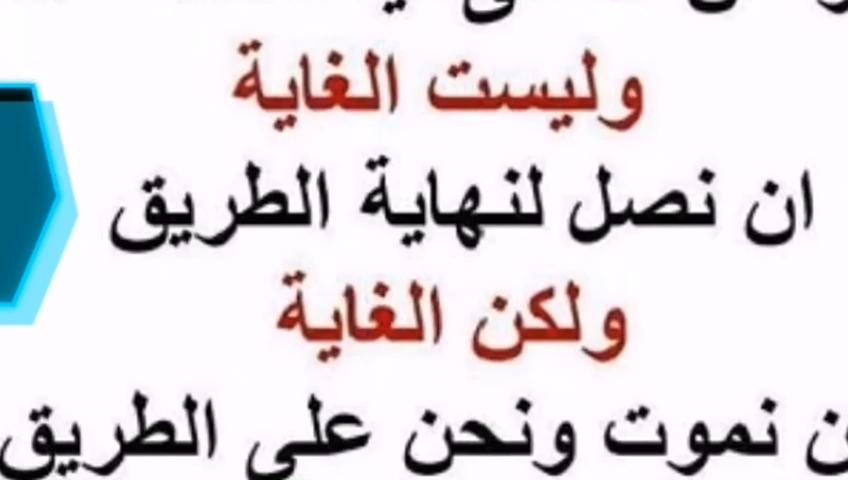 وليست الغاية
ان نصل لنهاية الطريق
ولكن الغاية
نموت ونحن على الطريق